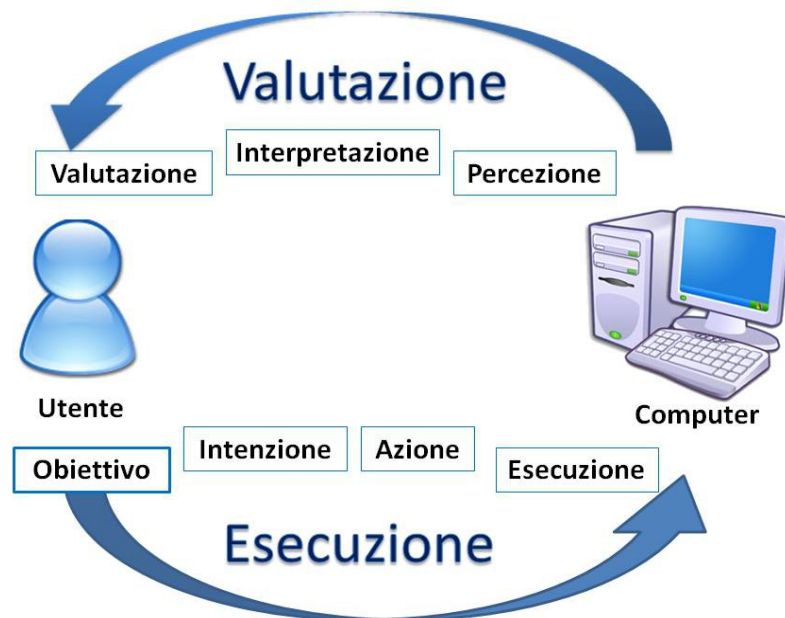 Valutazione
Valutazione
Interpretazione
Percezione
Utente
Computer
Obiettivo
Intenzione
Azione
Esecuzione
Esecuzione